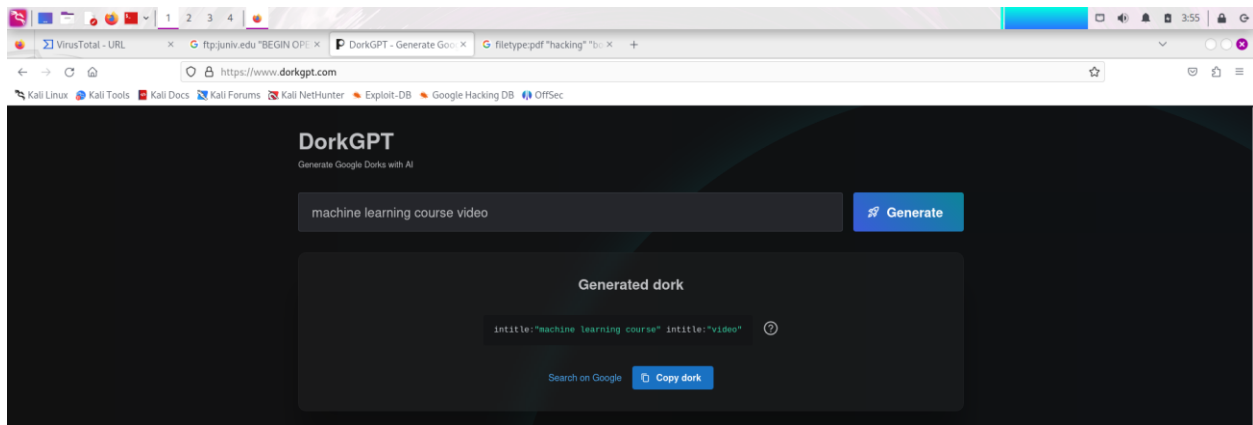 1 2 3 4
3:55
VirusTotal - URL
ftp:juniv.edu "BEGIN OPE
DorkGPT - Generate Goo
filetype:pdf "hacking" "bo
https://www.dorkgpt.com
Kali Linux
Kali Tools
Kali Docs
Kali Forums
Kali NetHunter
Exploit-DB
Google Hacking DB
OffSec
DorkGPT
Generate Google Dorks with AI
machine learning course video
Generate
Generated dork
intitle:"machine learning course" intitle:"video"
Search on Google
Copy dork